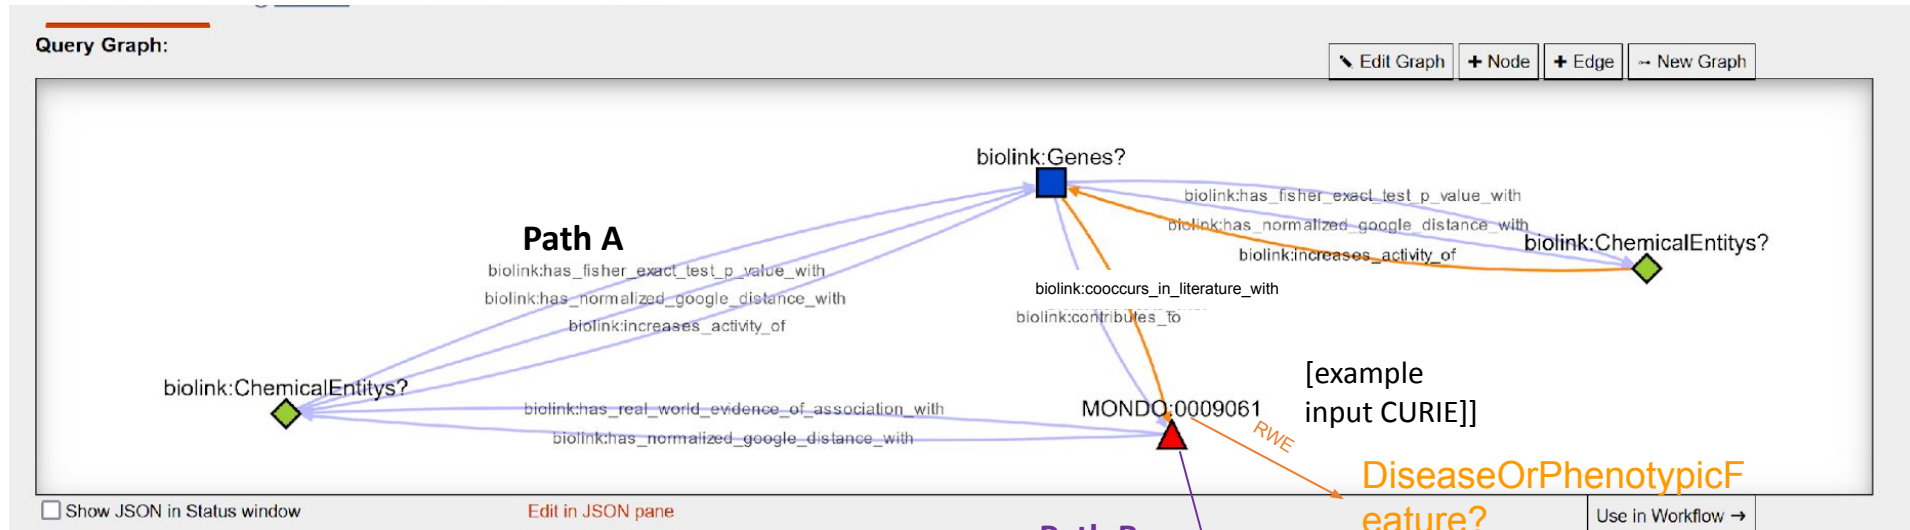 Query Graph:
Edit Graph
+ Node
+ Edge
New Graph
biolink:Genes?
biolink:has_fisher_exact_test_p_value_with
biolink:has_normalized_google_distance_with
biolink:increases_activity_of
biolink:ChemicalEntitys?
Path A
biolink:has_fisher_exact_test_p_value_with
biolink:has_normalized_google_distance_with
biolink:increases_activity_of
biolink:cooccurs_in_literature_with
biolink:contributes_to
biolink:ChemicalEntitys?
biolink:has_real_world_evidence_of_association_with
biolink:has_normalized_google_distance_with
MONDO:0009061
[example
input CURIE]]
RWE
DiseaseOrPhenotypicF
eature?
Show JSON in Status window
Edit in JSON pane
Path B
Use in Workflow →